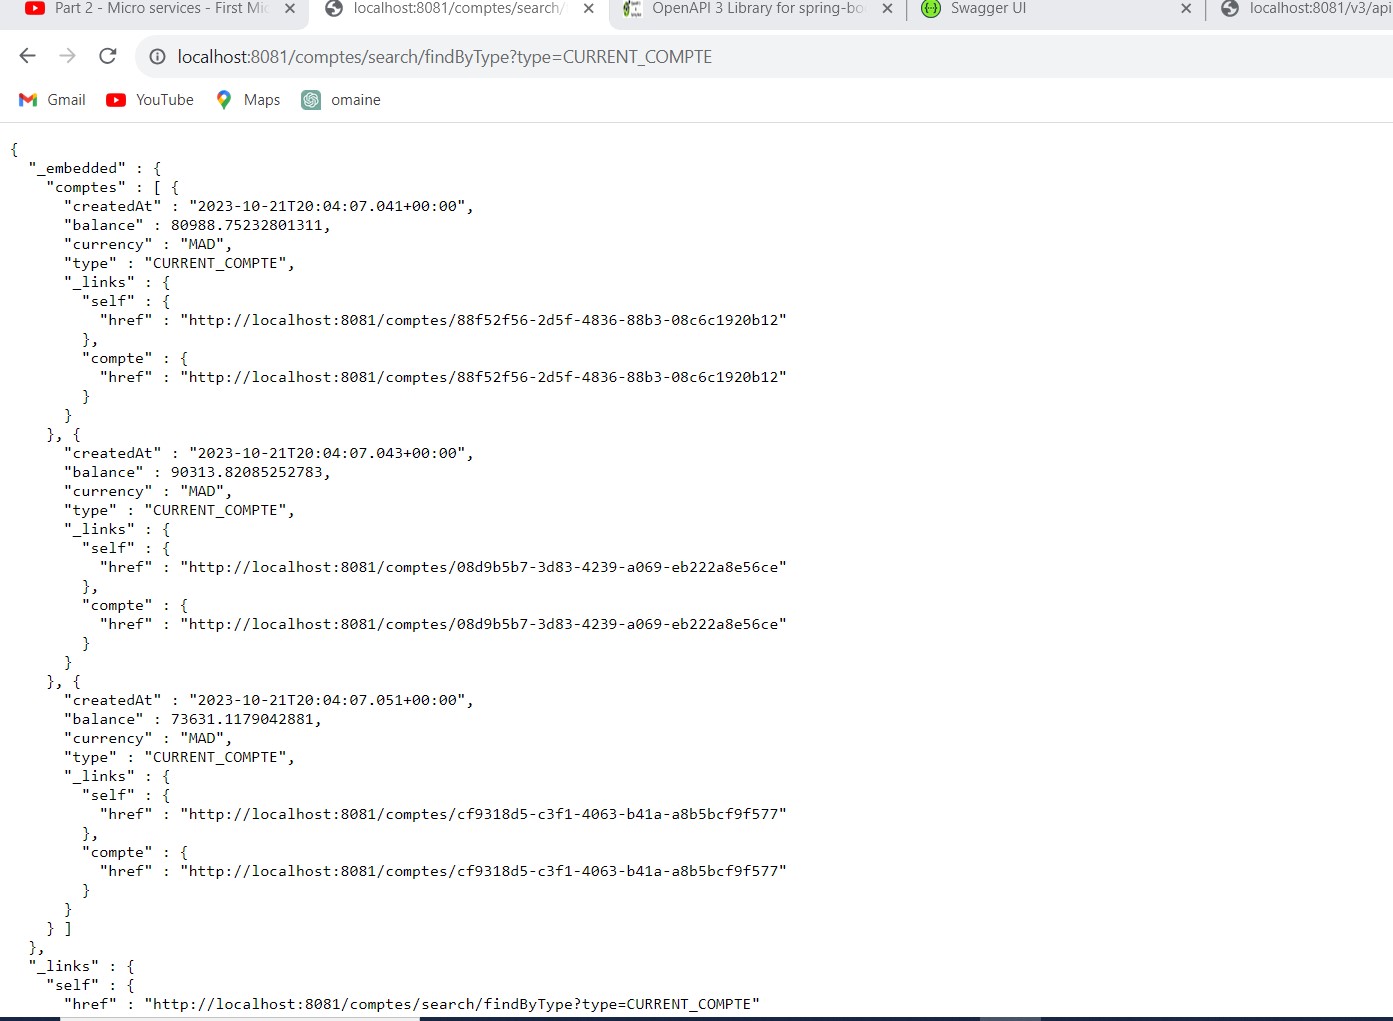 Part 2 - Micro services - First Mic
localhost:8081/comptes/search/
OpenAPI 3 Library for spring-bo
Swagger UI
localhost:8081/v3/api
localhost:8081/comptes/search/findByType?type=CURRENT_COMPTE
Gmail
YouTube
Maps
omaine
{
"_embedded" : {
"comptes" : [ {
"createdAt" : "2023-10-21T20:04:07.041+00:00",
"balance" : 80988.75232801311,
"currency" : "MAD",
"type" : "CURRENT_COMPTE",
"_links" : {
"self" : {
"href" : "http://localhost:8081/comptes/88f52f56-2d5f-4836-88b3-08c6c1920b12"
},
"compte" : {
"href" : "http://localhost:8081/comptes/88f52f56-2d5f-4836-88b3-08c6c1920b12"
}
}
}, {
"createdAt" : "2023-10-21T20:04:07.043+00:00",
"balance" : 90313.82085252783,
"currency" : "MAD",
"type" : "CURRENT_COMPTE",
"_links" : {
"self" : {
"href" : "http://localhost:8081/comptes/08d9b5b7-3d83-4239-a069-eb222a8e56ce"
},
"compte" : {
"href" : "http://localhost:8081/comptes/08d9b5b7-3d83-4239-a069-eb222a8e56ce"
}
}
}, {
"createdAt" : "2023-10-21T20:04:07.051+00:00",
"balance" : 73631.1179042881,
"currency" : "MAD",
"type" : "CURRENT_COMPTE",
"_links" : {
"self" : {
"href" : "http://localhost:8081/comptes/cf9318d5-c3f1-4063-b41a-a8b5bcf9f577"
},
"compte" : {
"href" : "http://localhost:8081/comptes/cf9318d5-c3f1-4063-b41a-a8b5bcf9f577"
}
}
} ]
},
"_links" : {
"self" : {
"href" : "http://localhost:8081/comptes/search/findByType?type=CURRENT_COMPTE"